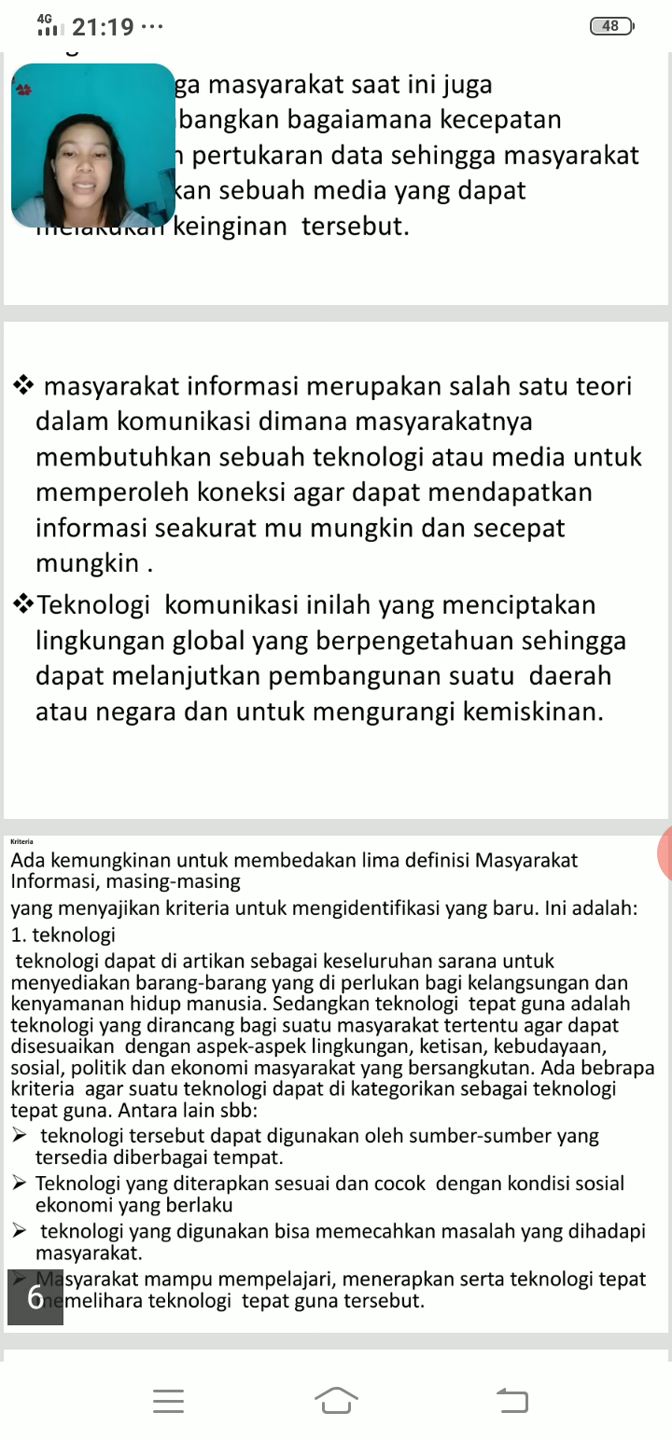 4G 21:19 ...
48
ga masyarakat saat ini juga
bangkan bagaiamana kecepatan
pertukaran data sehingga masyarakat
kan sebuah media yang dapat
melakukan keinginan tersebut.
❖ masyarakat informasi merupakan salah satu teori
dalam komunikasi dimana masyarakatnya
membutuhkan sebuah teknologi atau media untuk
memperoleh koneksi agar dapat mendapatkan
informasi seakurat mu mungkin dan secepat
mungkin .
❖Teknologi komunikasi inilah yang menciptakan
lingkungan global yang berpengetahuan sehingga
dapat melanjutkan pembangunan suatu daerah
atau negara dan untuk mengurangi kemiskinan.
Kriteria
Ada kemungkinan untuk membedakan lima definisi Masyarakat
Informasi, masing-masing
yang menyajikan kriteria untuk mengidentifikasi yang baru. Ini adalah:
1. teknologi
teknologi dapat di artikan sebagai keseluruhan sarana untuk
menyediakan barang-barang yang di perlukan bagi kelangsungan dan
kenyamanan hidup manusia. Sedangkan teknologi tepat guna adalah
teknologi yang dirancang bagi suatu masyarakat tertentu agar dapat
disesuaikan dengan aspek-aspek lingkungan, ketisan, kebudayaan,
sosial, politik dan ekonomi masyarakat yang bersangkutan. Ada bebrapa
kriteria agar suatu teknologi dapat di kategorikan sebagai teknologi
tepat guna. Antara lain sbb:
➢ teknologi tersebut dapat digunakan oleh sumber-sumber yang
tersedia diberbagai tempat.
➢ Teknologi yang diterapkan sesuai dan cocok dengan kondisi sosial
ekonomi yang berlaku
➢ teknologi yang digunakan bisa memecahkan masalah yang dihadapi
masyarakat.
➢ Masyarakat mampu mempelajari, menerapkan serta teknologi tepat
memelihara teknologi tepat guna tersebut.
6